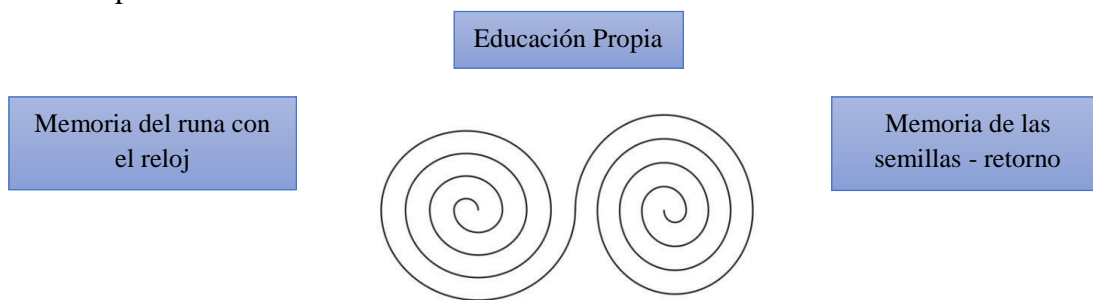 Educación Propia
Memoria del runa con
el reloj
Memoria de las
semillas - retorno